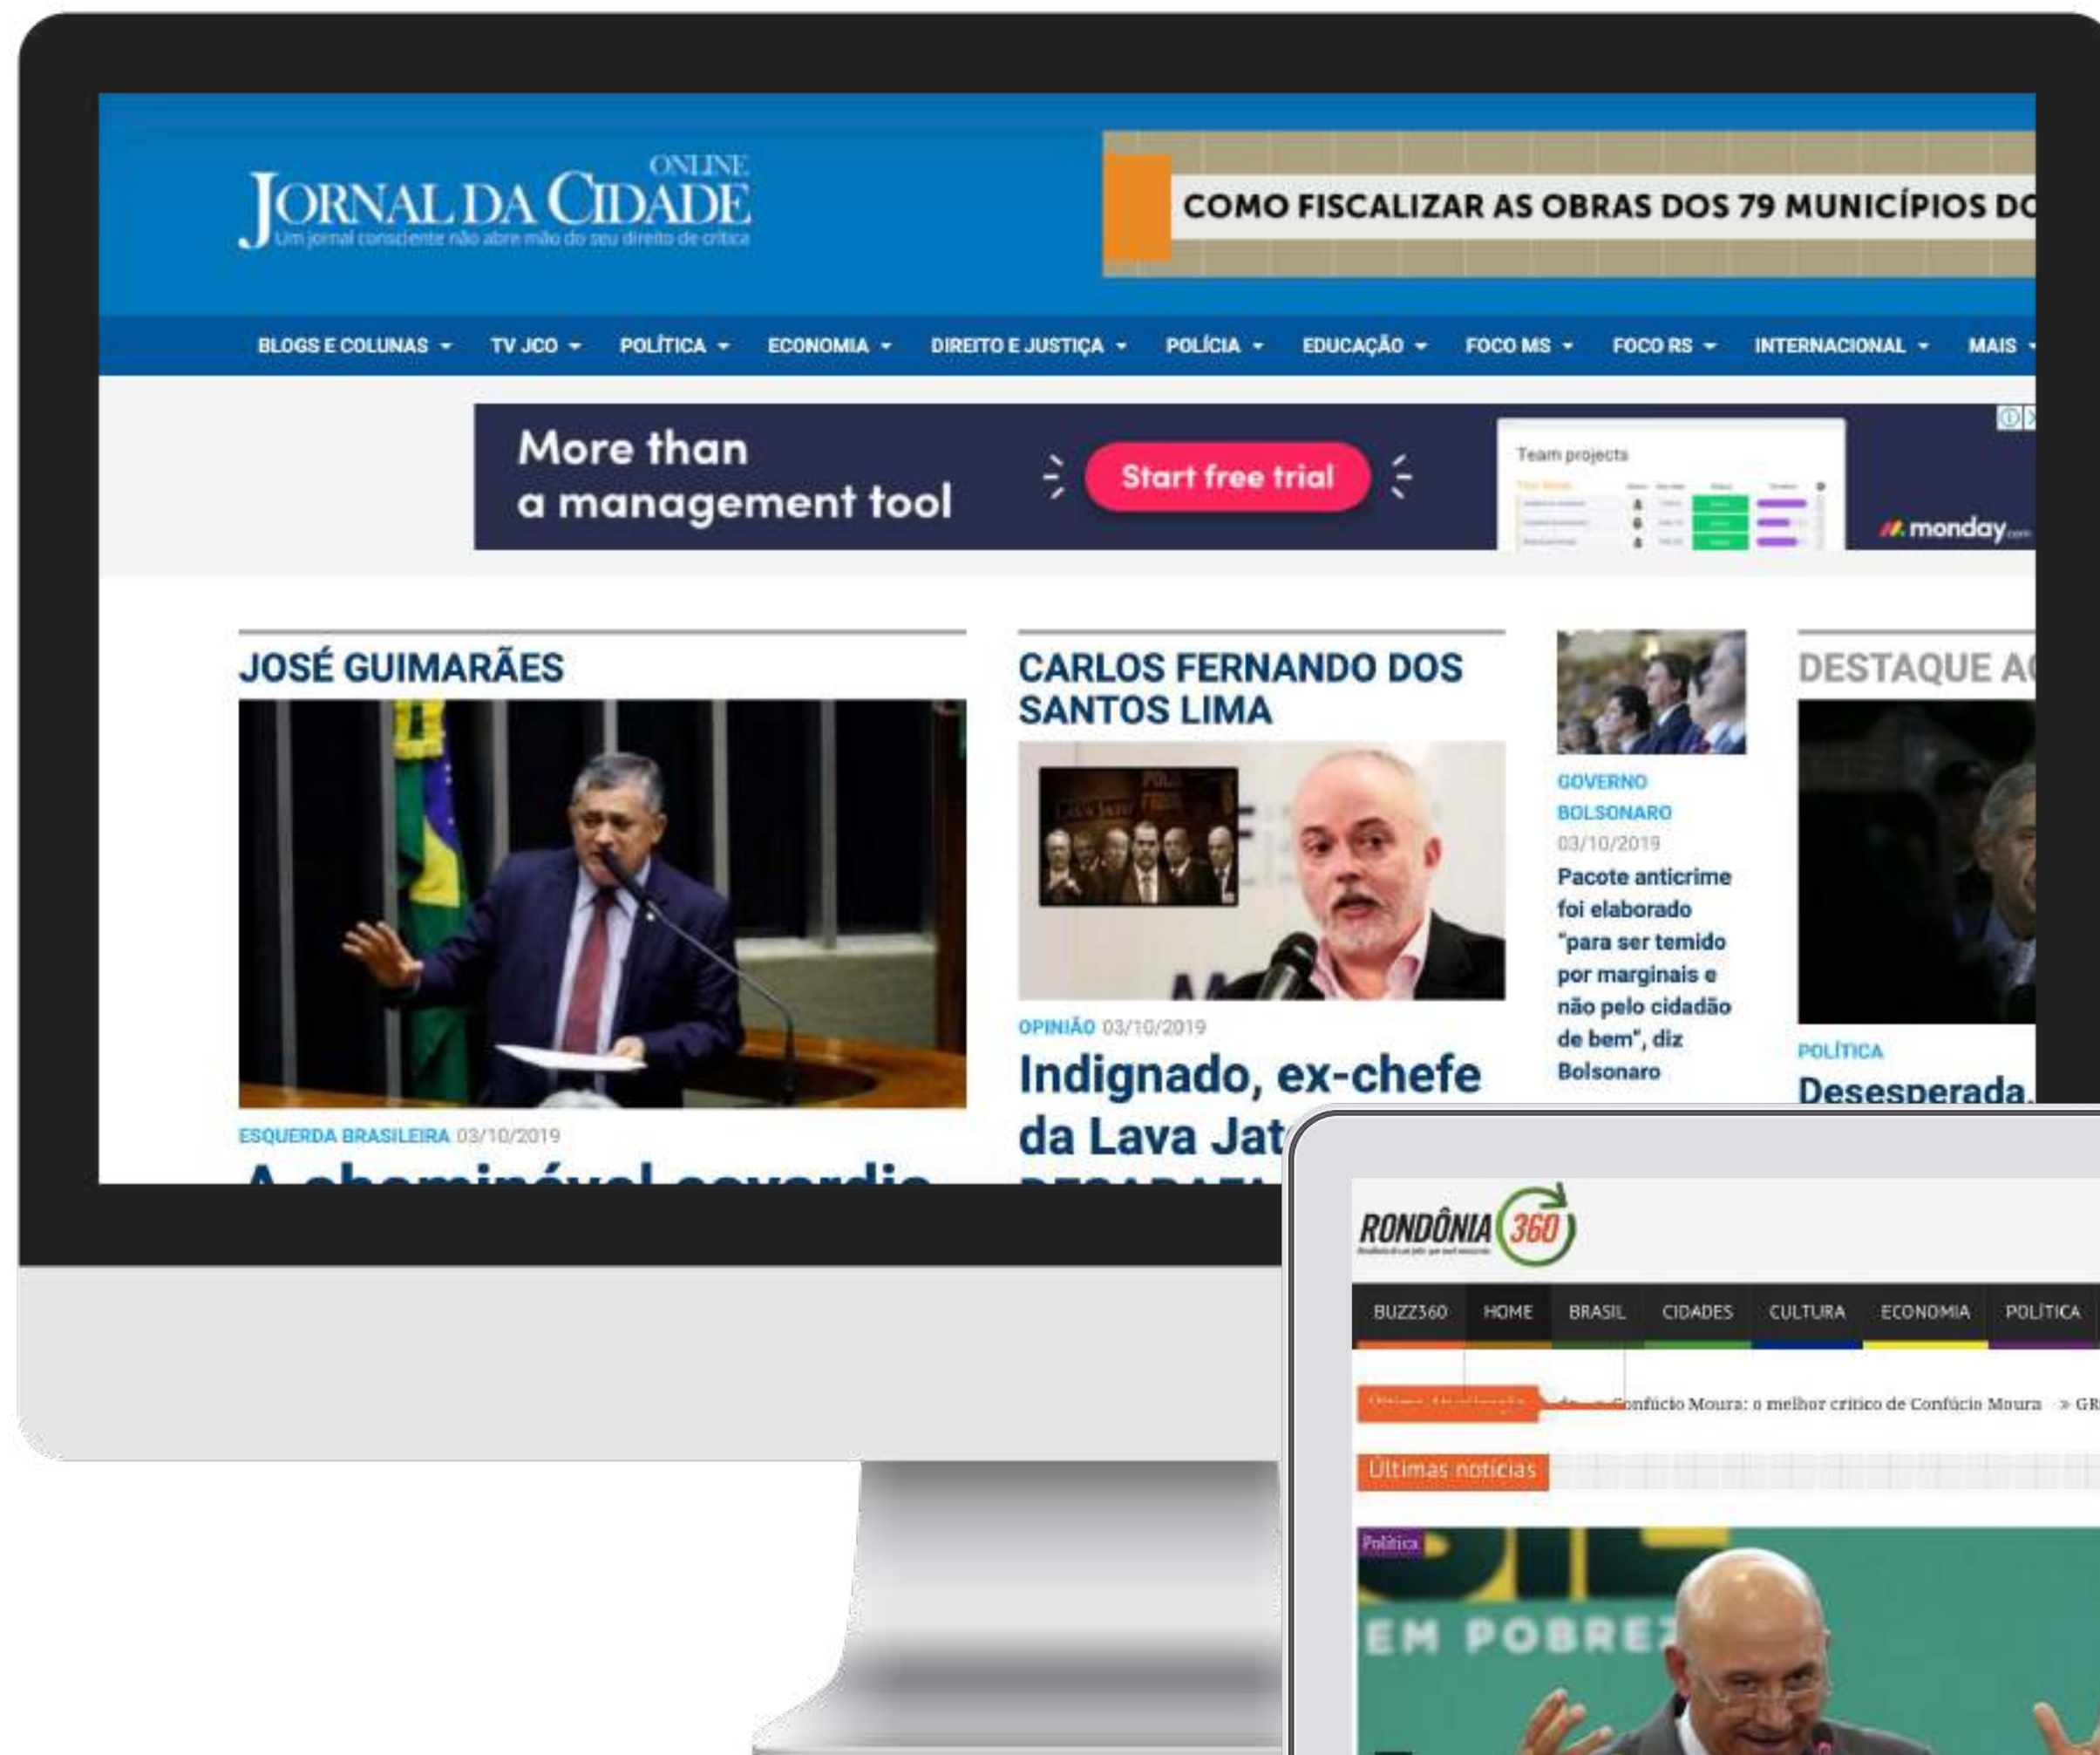 ONLINE
JORNAL DA CIDADE
Um jornal consciente não abre mão do seu direito de crítica
COMO FISCALIZAR AS OBRAS DOS 79 MUNICÍPIOS DO
BLOGS E COLUNAS TV JCO POLÍTICA ECONOMIA DIREITO E JUSTIÇA POLÍCIA EDUCAÇÃO FOCO MS FOCO RS INTERNACIONAL MAIS
More than
a management tool
Start free trial
Team projects
monday.com
JOSÉ GUIMARÃES
ESQUERDA BRASILEIRA 03/10/2019
A abominável covardia
CARLOS FERNANDO DOS
SANTOS LIMA
OPINIÃO 03/10/2019
Indignado, ex-chefe
da Lava Jat
GOVERNO
BOLSONARO
03/10/2019
Pacote anticrime
foi elaborado
"para ser temido
por marginais e
não pelo cidadão
de bem", diz
Bolsonaro
DESTAQUE
POLÍTICA
Desesperada,
RONDÔNIA 360
BUZZ360 HOME BRASIL CIDADES CULTURA ECONOMIA POLÍTICA
Confúcio Moura: o melhor crítico de Confúcio Moura » GR
Últimas notícias
Política
EM POBREZ